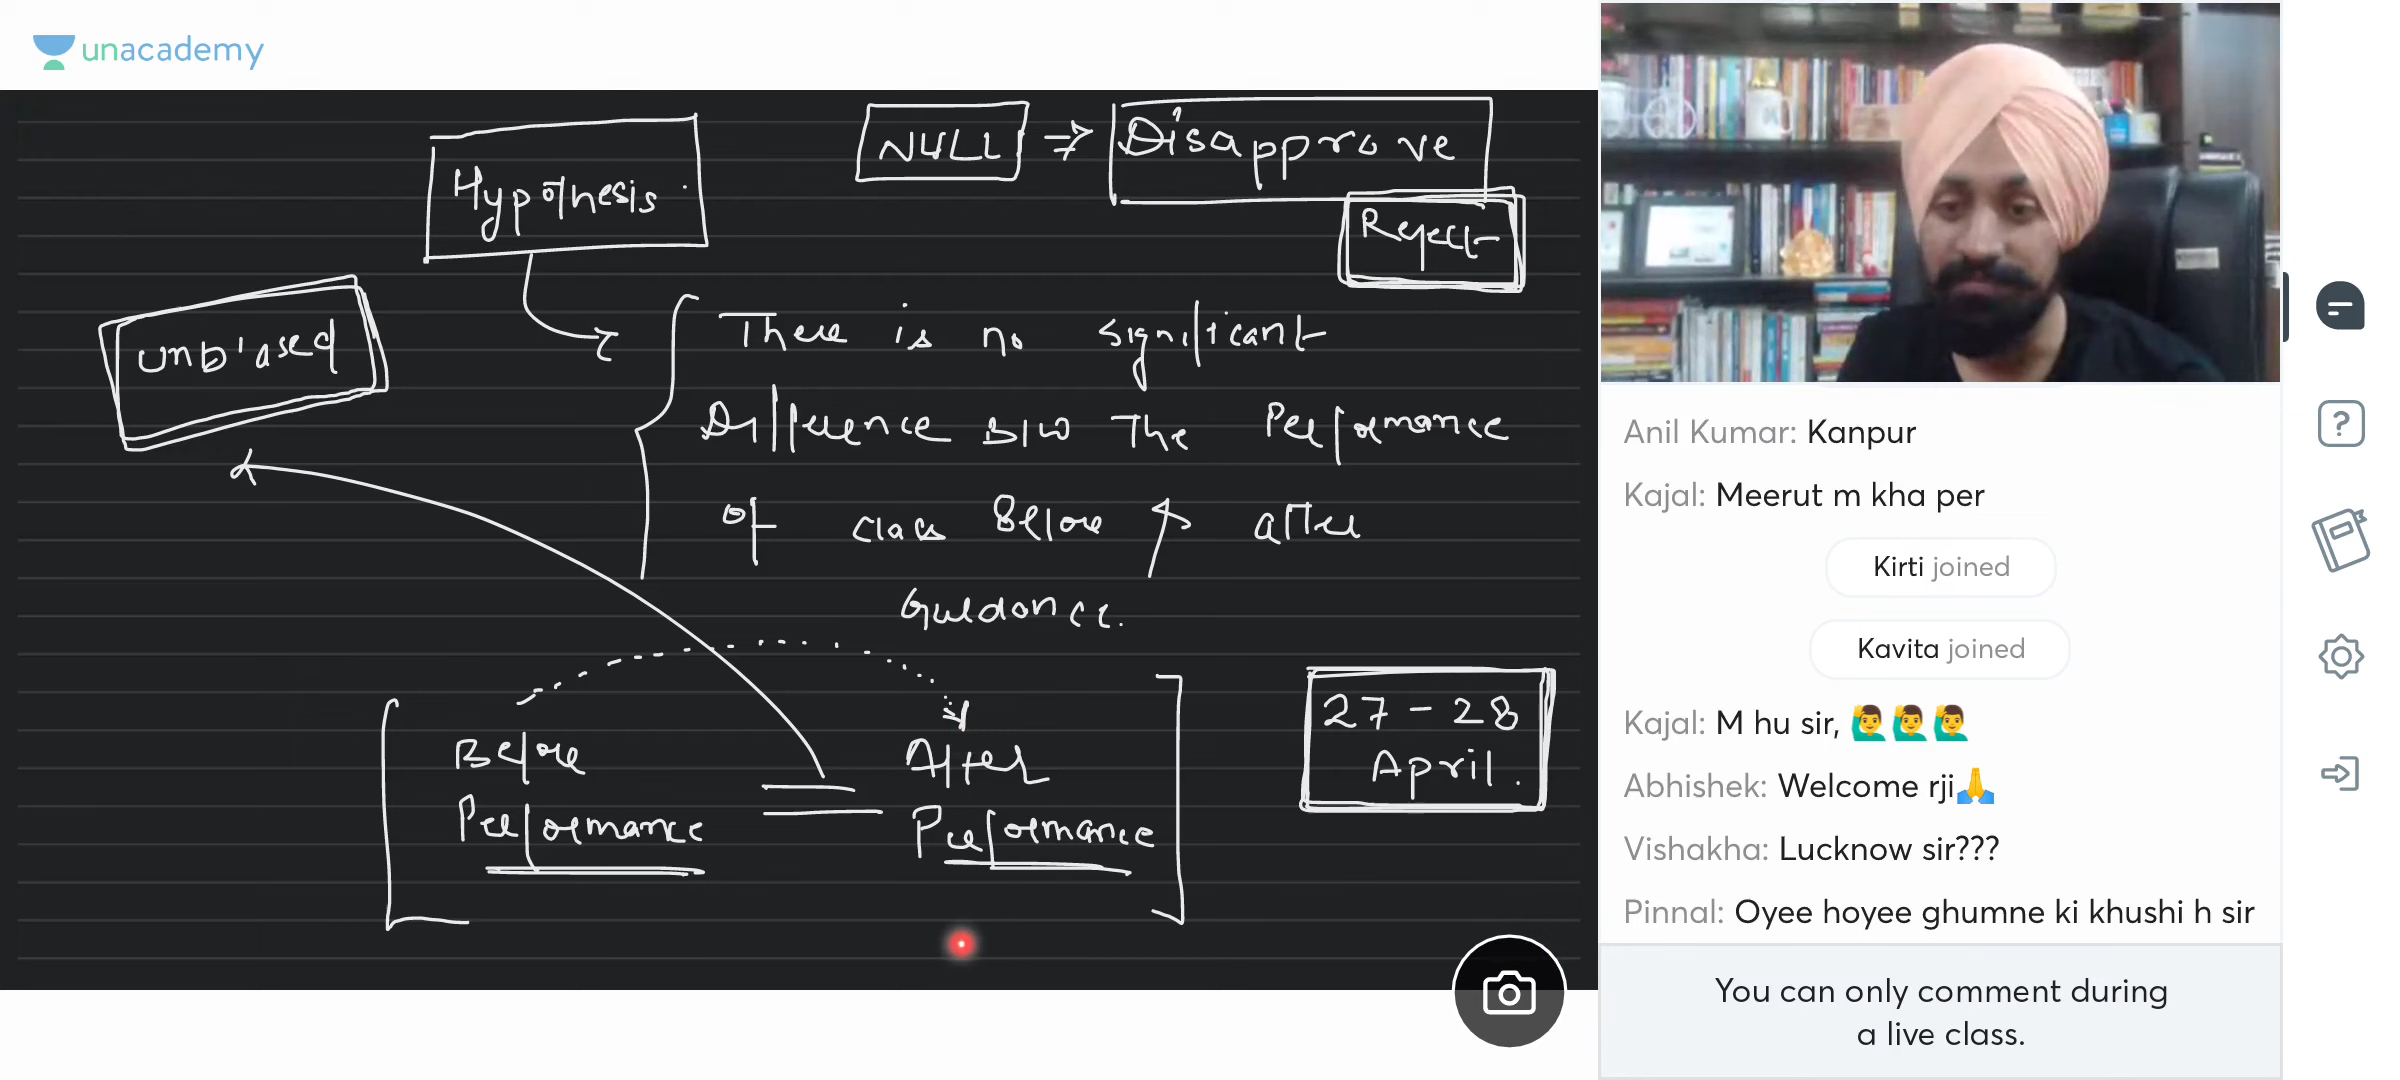 unacademy
NULL ⇒ Disapprove
Hypothesis.
Reject
Unbiased
There is no significant
Difference B/W The Performance
of class Before & after
Guidance.
27 - 28
April.
Before
Performance
=
After
Performance
Anil Kumar: Kanpur
Kajal: Meerut m kha per
Kirti joined
Kavita joined
Kajal: M hu sir, 🙋‍♂️🙋‍♂️🙋‍♂️
Abhishek: Welcome rji🙏
Vishakha: Lucknow sir???
Pinnal: Oyee hoyee ghumne ki khushi h sir
You can only comment during
a live class.
?